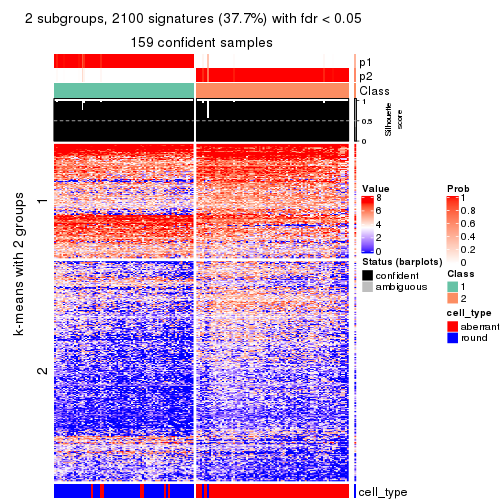 2 subgroups, 2100 signatures (37.7%) with fdr < 0.05
159 confident samples
p1
p2
Class
1
0.5
0
Silhouette
score
k-means with 2 groups
1
2
cell_type
Value
8
6
4
2
0
Status (barplots)
confident
ambiguous
Prob
1
0.8
0.6
0.4
0.2
0
Class
1
2
cell_type
aberrant
round